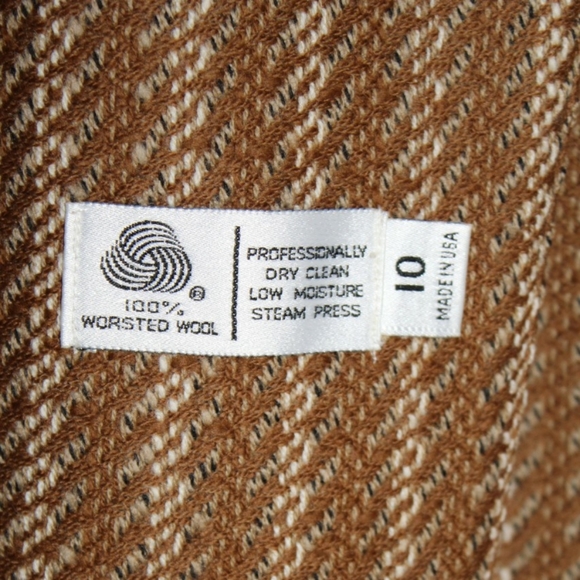 100%
®
WORSTED WOOL
PROFESSIONALLY
DRY CLEAN
LOW MOISTURE
STEAM PRESS
10
MADE IN USA